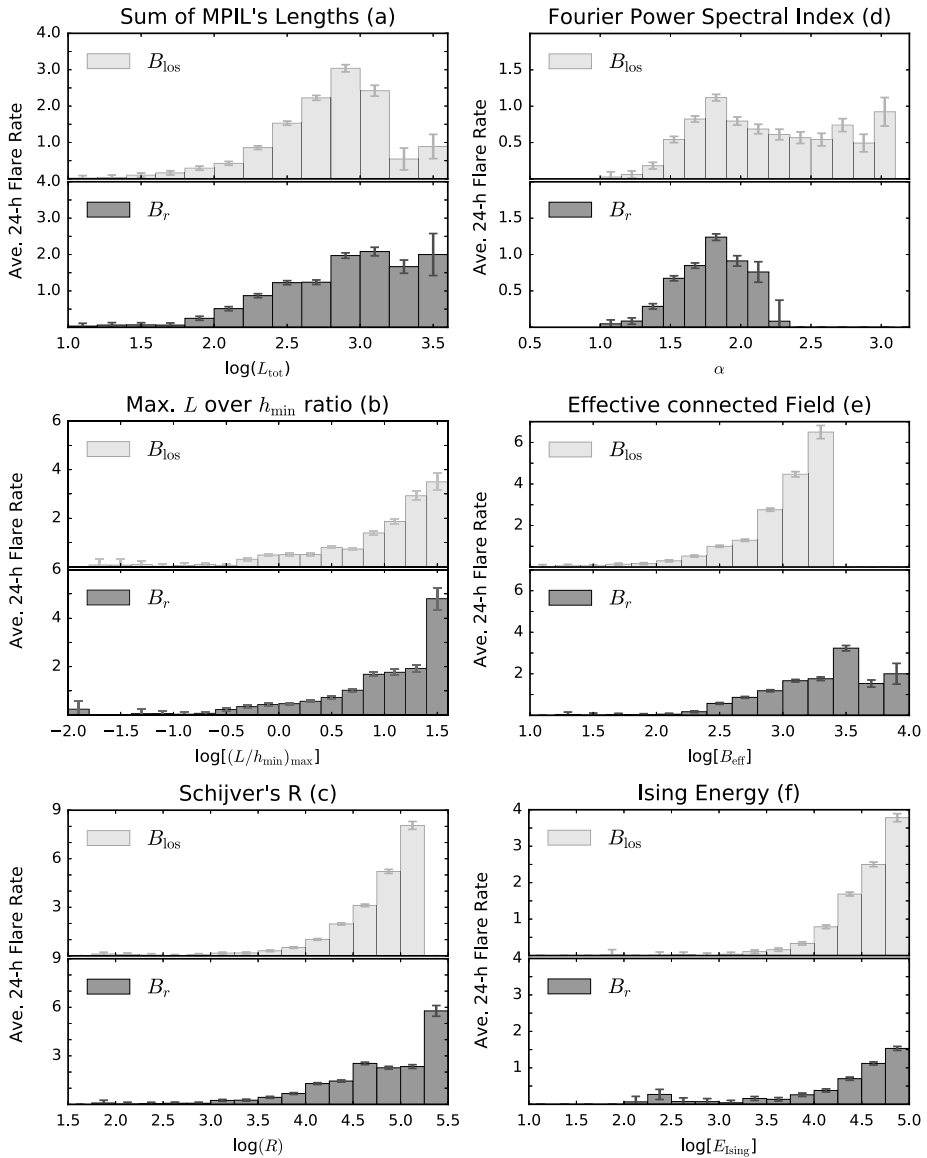 Sum of MPIL's Lengths (a)
4.0
3.0
2.0
1.0
B_los
4.0
3.0
2.0
1.0
B_r
Ave. 24-h Flare Rate
1.0 1.5 2.0 2.5 3.0 3.5
log(L_tot)
Fourier Power Spectral Index (d)
1.5
1.0
0.5
B_los
1.5
1.0
0.5
B_r
Ave. 24-h Flare Rate
0.5 1.0 1.5 2.0 2.5 3.0
α
Max. L over h_min ratio (b)
6
4
2
B_los
6
4
2
B_r
Ave. 24-h Flare Rate
−2.0 −1.5 −1.0 −0.5 0.0 0.5 1.0 1.5
log[(L/h_min)_max]
Effective connected Field (e)
6
4
2
B_los
6
4
2
B_r
Ave. 24-h Flare Rate
1.0 1.5 2.0 2.5 3.0 3.5 4.0
log[B_eff]
Schijver's R (c)
9
6
3
B_los
9
6
3
B_r
Ave. 24-h Flare Rate
1.5 2.0 2.5 3.0 3.5 4.0 4.5 5.0 5.5
log(R)
Ising Energy (f)
4
3
2
1
B_los
4
3
2
1
B_r
Ave. 24-h Flare Rate
1.0 1.5 2.0 2.5 3.0 3.5 4.0 4.5 5.0
log[E_Ising]